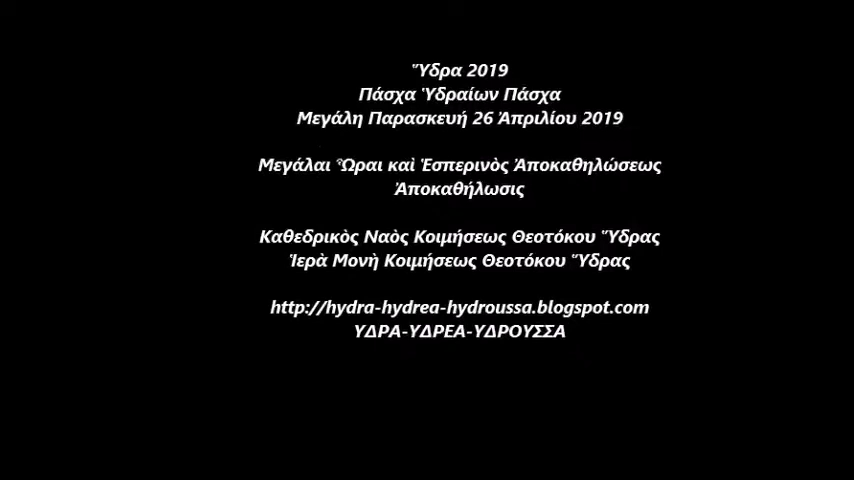 Ὕδρα 2019
Πάσχα Ὑδραίων Πάσχα
Μεγάλη Παρασκευή 26 Ἀπριλίου 2019
Μεγάλαι Ὧραι καὶ Ἑσπερινὸς Ἀποκαθηλώσεως
Ἀποκαθήλωσις
Καθεδρικὸς Ναὸς Κοιμήσεως Θεοτόκου Ὕδρας
Ἱερὰ Μονὴ Κοιμήσεως Θεοτόκου Ὕδρας
http://hydra-hydrea-hydroussa.blogspot.com
ΥΔΡΑ-ΥΔΡΕΑ-ΥΔΡΟΥΣΣΑ